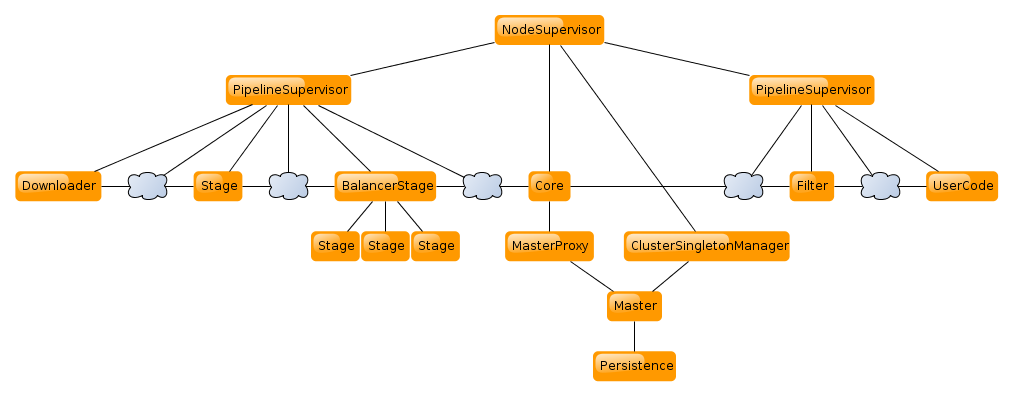 NodeSupervisor
PipelineSupervisor
PipelineSupervisor
Downloader
Stage
BalancerStage
Core
Filter
UserCode
Stage
Stage
Stage
MasterProxy
ClusterSingletonManager
Master
Persistence